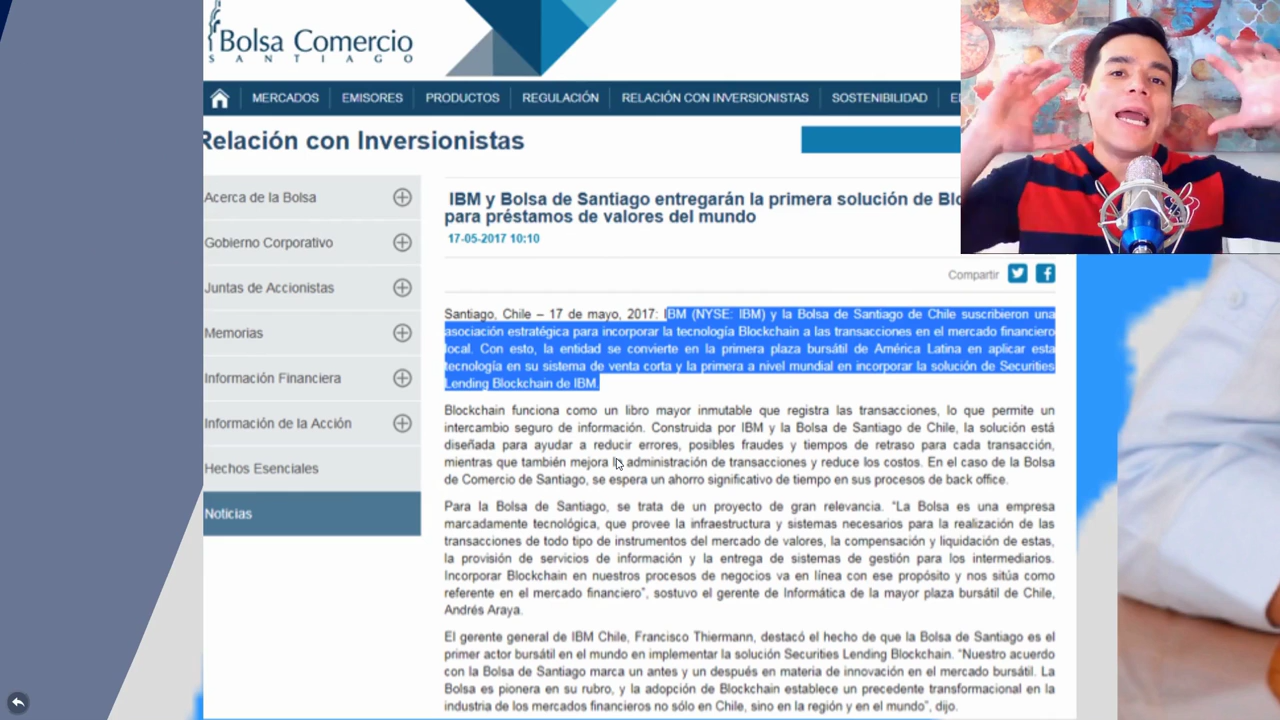 Bolsa Comercio
SANTIAGO
MERCADOS EMISORES PRODUCTOS REGULACIÓN RELACIÓN CON INVERSIONISTAS SOSTENIBILIDAD
Relación con Inversionistas
Acerca de la Bolsa
Gobierno Corporativo
Juntas de Accionistas
Memorias
Información Financiera
Información de la Acción
Hechos Esenciales
Noticias
IBM y Bolsa de Santiago entregarán la primera solución de Blo
para préstamos de valores del mundo
17-05-2017 10:10
Compartir
Santiago, Chile – 17 de mayo, 2017: IBM (NYSE: IBM) y la Bolsa de Santiago de Chile suscribieron una
asociación estratégica para incorporar la tecnología Blockchain a las transacciones en el mercado financiero
local. Con esto, la entidad se convierte en la primera plaza bursátil de América Latina en aplicar esta
tecnología en su sistema de venta corta y la primera a nivel mundial en incorporar la solución de Securities
Lending Blockchain de IBM.
Blockchain funciona como un libro mayor inmutable que registra las transacciones, lo que permite un
intercambio seguro de información. Construida por IBM y la Bolsa de Santiago de Chile, la solución está
diseñada para ayudar a reducir errores, posibles fraudes y tiempos de retraso para cada transacción,
mientras que también mejora la administración de transacciones y reduce los costos. En el caso de la Bolsa
de Comercio de Santiago, se espera un ahorro significativo de tiempo en sus procesos de back office.
Para la Bolsa de Santiago, se trata de un proyecto de gran relevancia. “La Bolsa es una empresa
marcadamente tecnológica, que provee la infraestructura y sistemas necesarios para la realización de las
transacciones de todo tipo de instrumentos del mercado de valores, la compensación y liquidación de estas,
la provisión de servicios de información y la entrega de sistemas de gestión para los intermediarios.
Incorporar Blockchain en nuestros procesos de negocios va en línea con ese propósito y nos sitúa como
referente en el mercado financiero”, sostuvo el gerente de Informática de la mayor plaza bursátil de Chile,
Andrés Araya.
El gerente general de IBM Chile, Francisco Thiermann, destacó el hecho de que la Bolsa de Santiago es el
primer actor bursátil en el mundo en implementar la solución Securities Lending Blockchain. “Nuestro acuerdo
con la Bolsa de Santiago marca un antes y un después en materia de innovación en el mercado bursátil. La
Bolsa es pionera en su rubro, y la adopción de Blockchain establece un precedente transformacional en la
industria de los mercados financieros no sólo en Chile, sino en la región y en el mundo”, dijo.